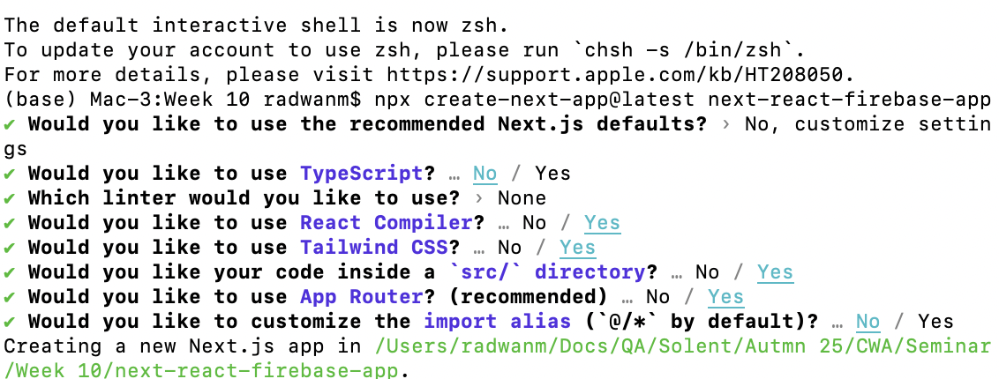 The default interactive shell is now zsh.
To update your account to use zsh, please run `chsh -s /bin/zsh`.
For more details, please visit https://support.apple.com/kb/HT208050.
(base) Mac-3:Week 10 radwanm$ npx create-next-app@latest next-react-firebase-app
✔ Would you like to use the recommended Next.js defaults? › No, customize settin
gs
✔ Would you like to use TypeScript? … No / Yes
✔ Which linter would you like to use? › None
✔ Would you like to use React Compiler? … No / Yes
✔ Would you like to use Tailwind CSS? … No / Yes
✔ Would you like your code inside a `src/` directory? … No / Yes
✔ Would you like to use App Router? (recommended) … No / Yes
✔ Would you like to customize the import alias (`@/*` by default)? … No / Yes
Creating a new Next.js app in /Users/radwanm/Docs/QA/Solent/Autmn 25/CWA/Seminar
/Week 10/next-react-firebase-app.